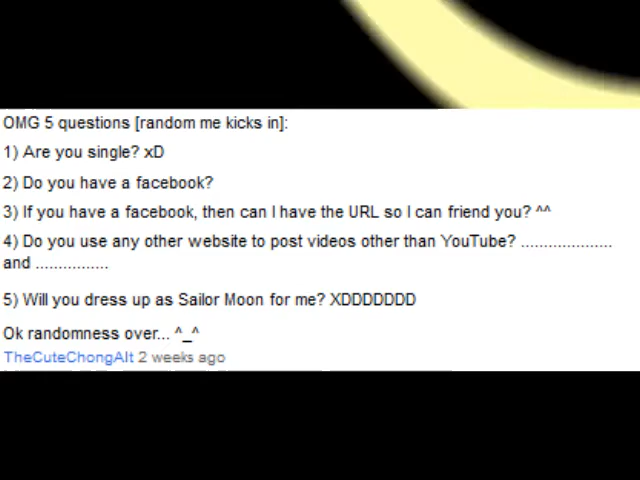 OMG 5 questions [random me kicks in]:
1) Are you single? xD
2) Do you have a facebook?
3) If you have a facebook, then can I have the URL so I can friend you? ^^
4) Do you use any other website to post videos other than YouTube? ....................
and ................
5) Will you dress up as Sailor Moon for me? XDDDDDDD
Ok randomness over... ^_^
TheCuteChongAlt 2 weeks ago